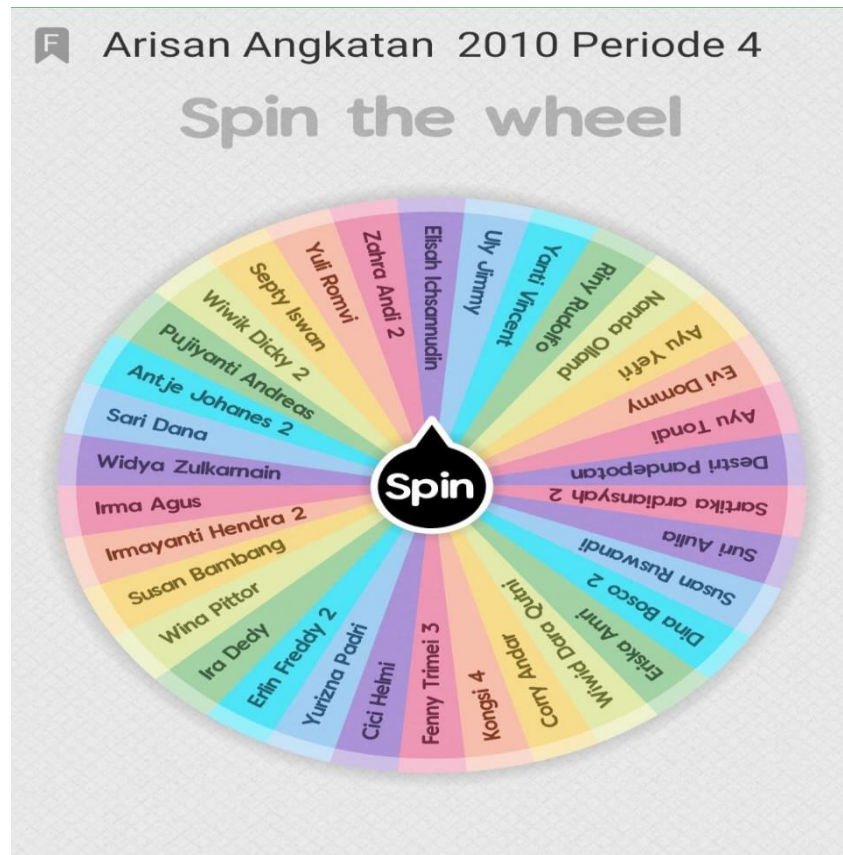 F
Arisan Angkatan 2010 Periode 4
Spin the wheel
Elisah Ichsannudin
Uly Jimmy
Yanti Vincent
Riny Rudolfo
Nanda Olland
Ayu Yefri
Evi Dommy
Ayu Tondi
Destri Pandapotan
Sartika ardiansyah 2
Suri Aulia
Susan Ruswandi
Dina Bosco 2
Eriska Amri
Wiwid Dara Quthi
Cory Andar
Kongsi 4
Fenny Trimei 3
Cici Helmi
Yurizna Padri
Erlin Freddy 2
Ira Dedy
Wina Pittor
Susan Bambang
Irmayanti Hendra 2
Irma Agus
Widya Zulkarnain
Sari Dana
Antje Johanes 2
Pujiyanti Andreas
Wiwik Dicky 2
Septy Iswan
Yuli Romvi
Zahra Andi 2
Spin